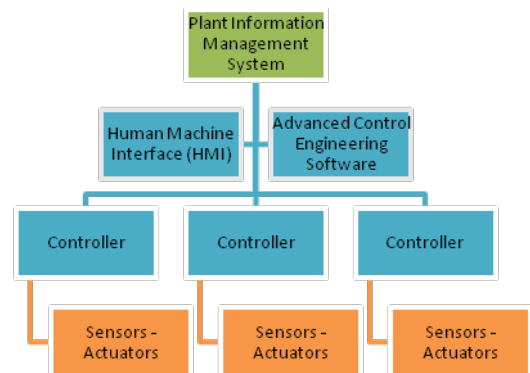 Plant Information
Management
System
Human Machine
Interface (HMI)
Advanced Control
Engineering
Software
Controller
Controller
Controller
Sensors -
Actuators
Sensors -
Actuators
Sensors -
Actuators